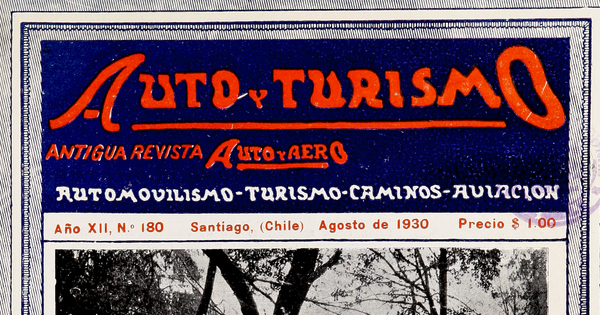 AUTO Y TURISMO
ANTIGUA REVISTA AUTO Y AERO
AUTOMOVILISMO-TURISMO-CAMINOS-AVIACION
Año XII, N.º 180 Santiago, (Chile) Agosto de 1930 Precio $ 1.00